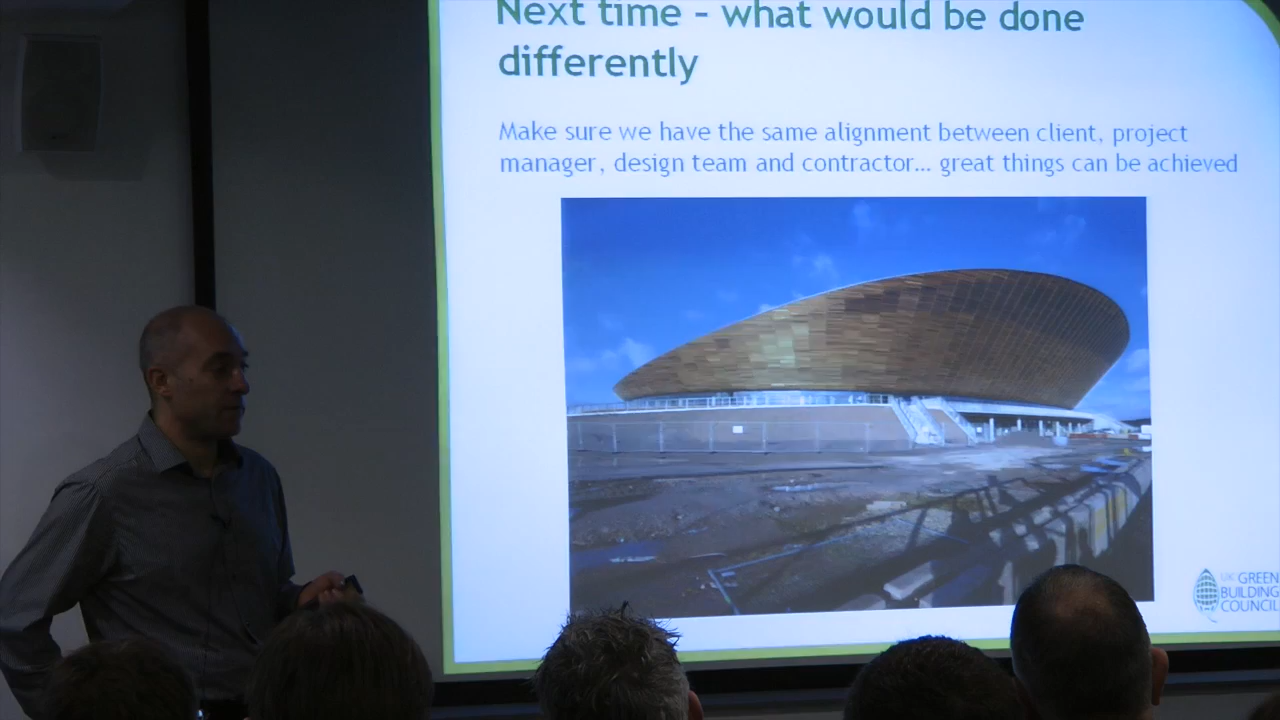 Next time – what would be done
differently
Make sure we have the same alignment between client, project
manager, design team and contractor... great things can be achieved
UK GREEN
BUILDING
COUNCIL